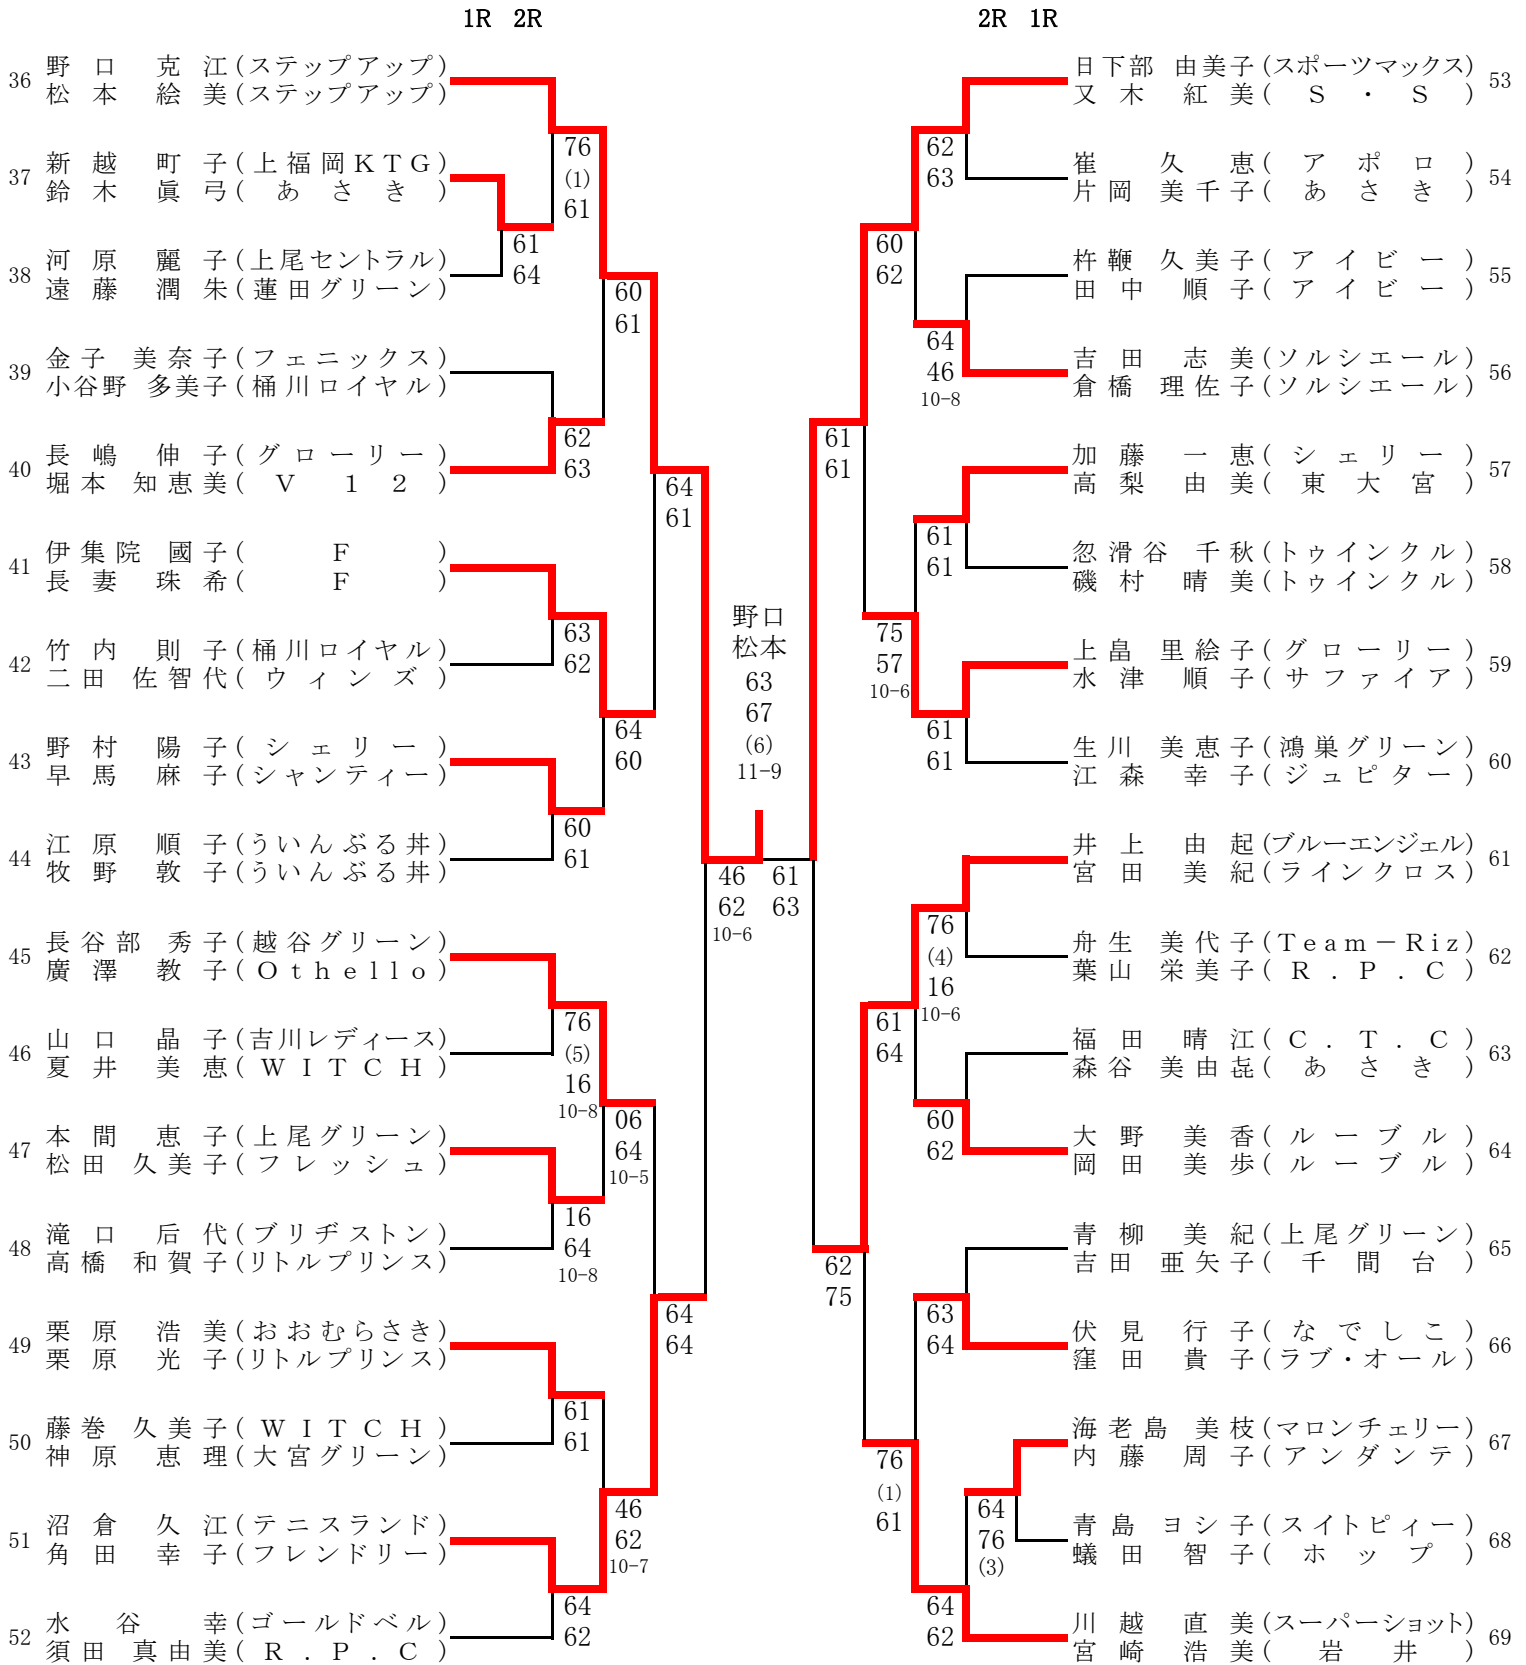 1R 2R
36 野口 克江(ステップアップ)
松本 絵美(ステップアップ)
76
(1)
61
37 新越 町子(上福岡KTG)
鈴木 眞弓(あさき)
61
64
38 河原 麗子(上尾セントラル)
遠藤 潤朱(蓮田グリーン)
60
61
39 金子 美奈子(フェニックス)
小谷野 多美子(桶川ロイヤル)
62
63
40 長嶋 伸子(グローリー)
堀本 知恵美(V12)
64
61
41 伊集院 國子(F)
長妻 珠希(F)
63
62
42 竹内 則子(桶川ロイヤル)
二田 佐智代(ウィンズ)
64
60
43 野村 陽子(シェリー)
早馬 麻子(シャンティー)
60
61
44 江原 順子(ういんぶる丼)
牧野 敦子(ういんぶる丼)
46
62
10-6
45 長谷部 秀子(越谷グリーン)
廣澤 教子(Othello)
76
(5)
16
10-8
46 山口 晶子(吉川レディース)
夏井 美恵(WITCH)
06
64
10-5
47 本間 恵子(上尾グリーン)
松田 久美子(フレッシュ)
16
64
10-8
48 滝口 后代(ブリヂストン)
高橋 和賀子(リトルプリンス)
64
64
49 栗原 浩美(おおむらさき)
栗原 光子(リトルプリンス)
61
61
50 藤巻 久美子(WITCH)
神原 恵理(大宮グリーン)
46
62
10-7
51 沼倉 久江(テニスランド)
角田 幸子(フレンドリー)
64
62
52 水谷 幸(ゴールドベル)
須田 真由美(R.P.C)
野口
松本
63
67
(6)
11-9
2R 1R
日下部 由美子(スポーツマックス) 53
又木 紅美(S・S)
62
63
崔 久恵(アポロ) 54
片岡 美千子(あさき)
60
62
杵鞭 久美子(アイビー) 55
田中 順子(アイビー)
64
46
10-8
吉田 志美(ソルシエール) 56
倉橋 理佐子(ソルシエール)
61
61
加藤 一恵(シェリー) 57
高梨 由美(東大宮)
61
61
忽滑谷 千秋(トゥインクル) 58
磯村 晴美(トゥインクル)
75
57
10-6
上畠 里絵子(グローリー) 59
水津 順子(サファイア)
61
61
生川 美恵子(鴻巣グリーン) 60
江森 幸子(ジュピター)
61
63
井上 由起(ブルーエンジェル) 61
宮田 美紀(ラインクロス)
76
(4)
16
10-6
舟生 美代子(Team-Riz) 62
葉山 栄美子(R.P.C)
61
64
福田 晴江(C.T.C) 63
森谷 美由㐂(あさき)
60
62
大野 美香(ルーブル) 64
岡田 美歩(ルーブル)
62
75
青柳 美紀(上尾グリーン) 65
吉田 亜矢子(千間台)
63
64
伏見 行子(なでしこ) 66
窪田 貴子(ラブ・オール)
76
(1)
61
海老島 美枝(マロンチェリー) 67
内藤 周子(アンダンテ)
64
76
(3)
青島 ヨシ子(スイトピィー) 68
蟻田 智子(ホップ)
64
62
川越 直美(スーパーショット) 69
宮崎 浩美(岩井)